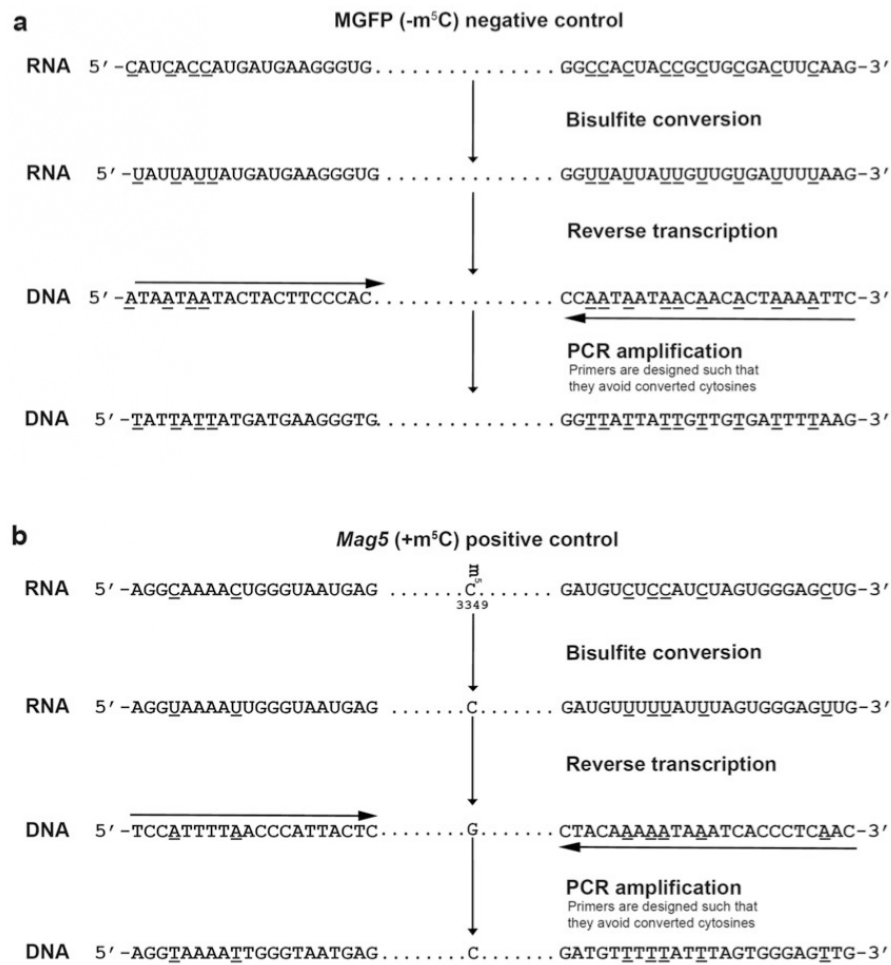 a
MGFP (-m⁵C) negative control
RNA 5′-CAUCACCAUGAUGAAGGGUG...............GGCCACUACCGCUGCGACUUCAAG-3′
Bisulfite conversion
RNA 5′-UAUUAUUAUGAUGAAGGGUG...............GGUUAUUAUUGUUGUGAUUUUAAG-3′
Reverse transcription
DNA 5′-ATAATAATACTACTTCCCAC...............CCAATAATAACAACACTAAAATTC-3′
PCR amplification
Primers are designed such that
they avoid converted cytosines
DNA 5′-TATTATTATGATGAAGGGTG...............GGTTATTATTGTTGTGATTTTAAG-3′
b
Mag5 (+m⁵C) positive control
m⁵
RNA 5′-AGGCAAAACUGGGUAAUGAG.......C.......GAUGUCUCCAUCUAGUGGGAGCUG-3′
3349
Bisulfite conversion
RNA 5′-AGGUAAAAUUGGGUAAUGAG.......C.......GAUGUUUUUAUUUAGUGGGAGUUG-3′
Reverse transcription
DNA 5′-TCCATTTTAACCCATTACTC........G.......CTACAAAAATAAATCACCCTCAAC-3′
PCR amplification
Primers are designed such that
they avoid converted cytosines
DNA 5′-AGGTAAAATTGGGTAATGAG........C.......GATGTTTTTATTTAGTGGGAGTTG-3′